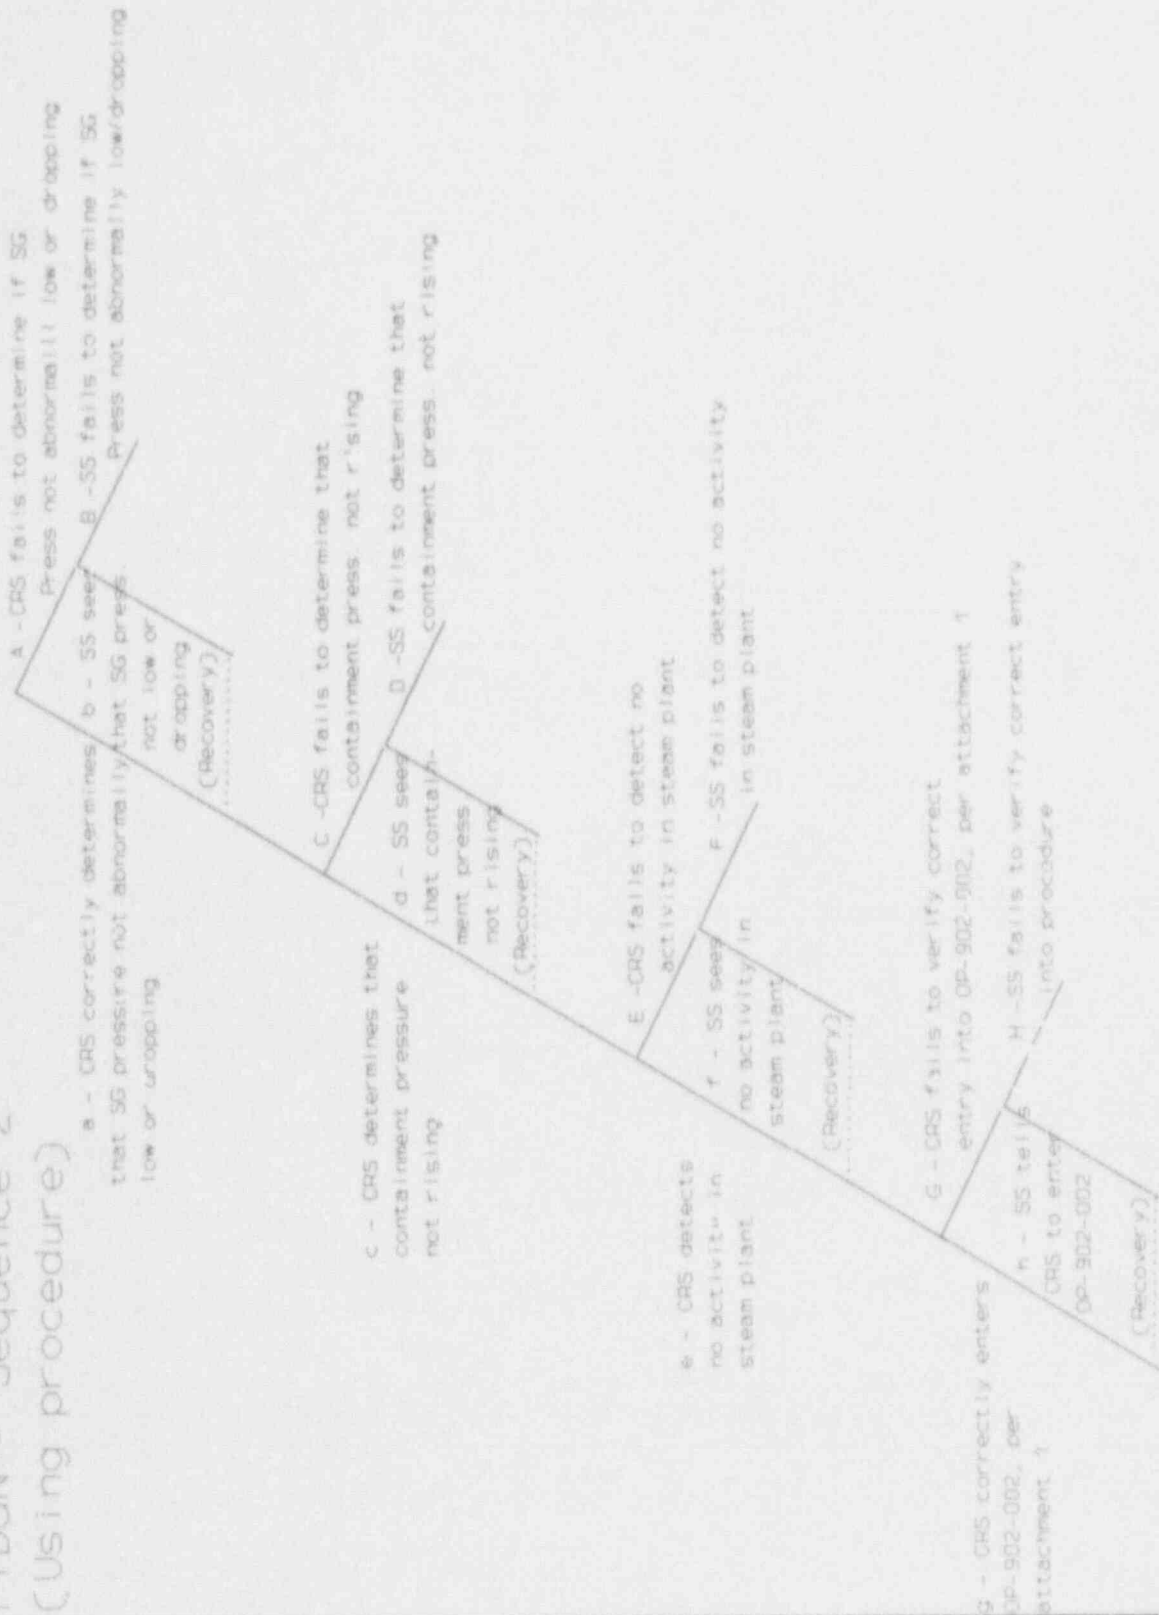 Sequence 2
(Using procedure)
A - CRS fails to determine if SG
Press not abnormalll low or dropping
a - CRS correctly determines
that SG pressure not abnormally
low or dropping
b - SS sees
that SG press
not low or
dropping
(Recovery)
B -SS fails to determine if SG
Press not abnormally low/dropping
C -CRS fails to determine that
containment press. not r'sing
c - CRS determines that
containment pressure
not rising
d - SS sees
that contain-
ment press
not rising
(Recovery)
D -SS fails to determine that
containment press. not rising
E -CRS fails to detect no
activity in steam plant
e - CRS detects
no activity in
steam plant
f - SS sees
no activity in
steam plant
(Recovery)
F -SS fails to detect no activity
in steam plant
G - CRS fails to verify correct
entry into OP-902-002, per attachment 1
g - CRS correctly enters
OP-902-002, per
attachment 1
h - SS tells
CRS to enter
OP-902-002
(Recovery)
H -SS fails to verify correct entry
into procedure